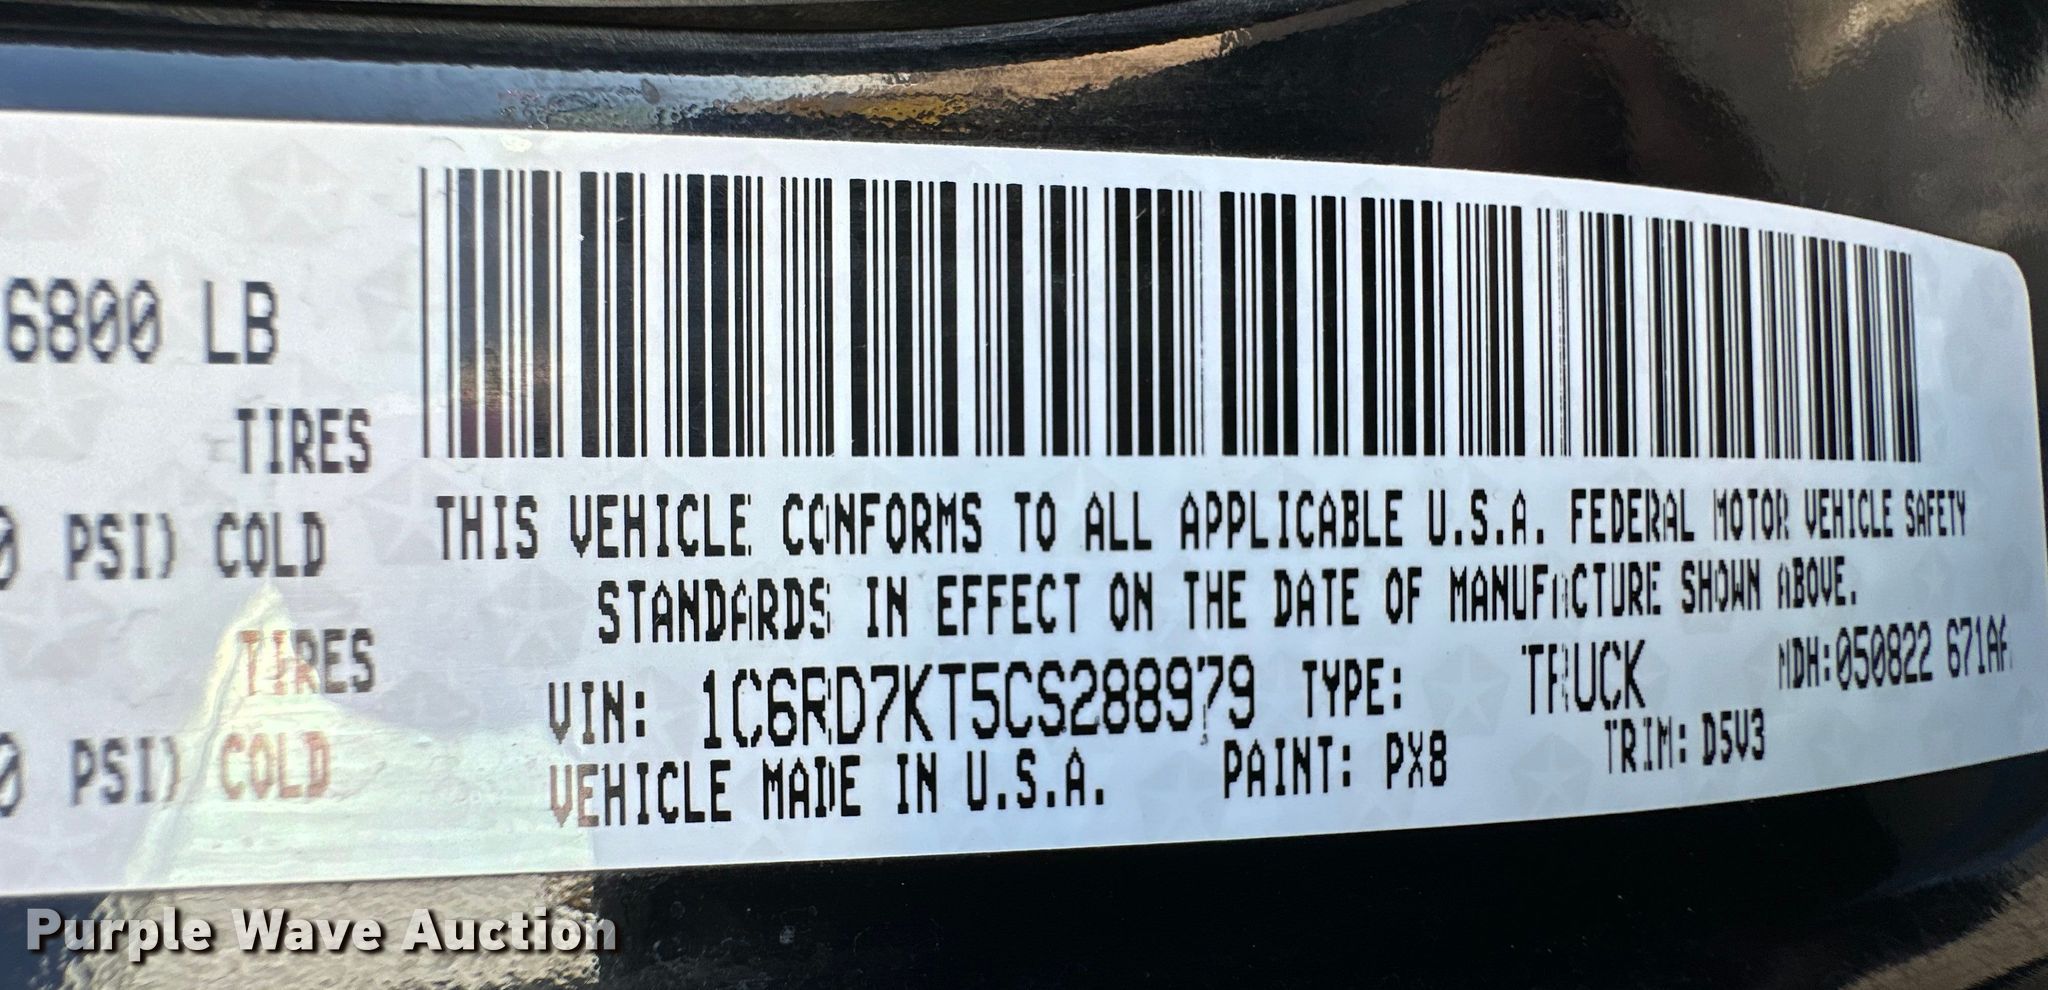 6800 LB
TIRES
0 PSI) COLD
TIRES
0 PSI) COLD
THIS VEHICLE CONFORMS TO ALL APPLICABLE U.S.A. FEDERAL MOTOR VEHICLE SAFETY
STANDARDS IN EFFECT ON THE DATE OF MANUFACTURE SHOWN ABOVE.
VIN: 1C6RD7KT5CS288979 TYPE: TRUCK MDH:050822 671AA
VEHICLE MADE IN U.S.A. PAINT: PX8 TRIM: D5V3
Purple Wave Auction